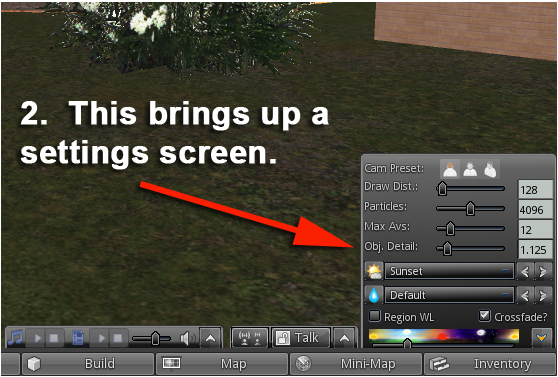 2.  This brings up a
settings screen.
Cam Preset:
Draw Dist.: 128
Particles: 4096
Max Avs: 12
Obj. Detail: 1.125
Sunset
Default
Region WL Crossfade?
Talk
Build Map Mini-Map Inventory